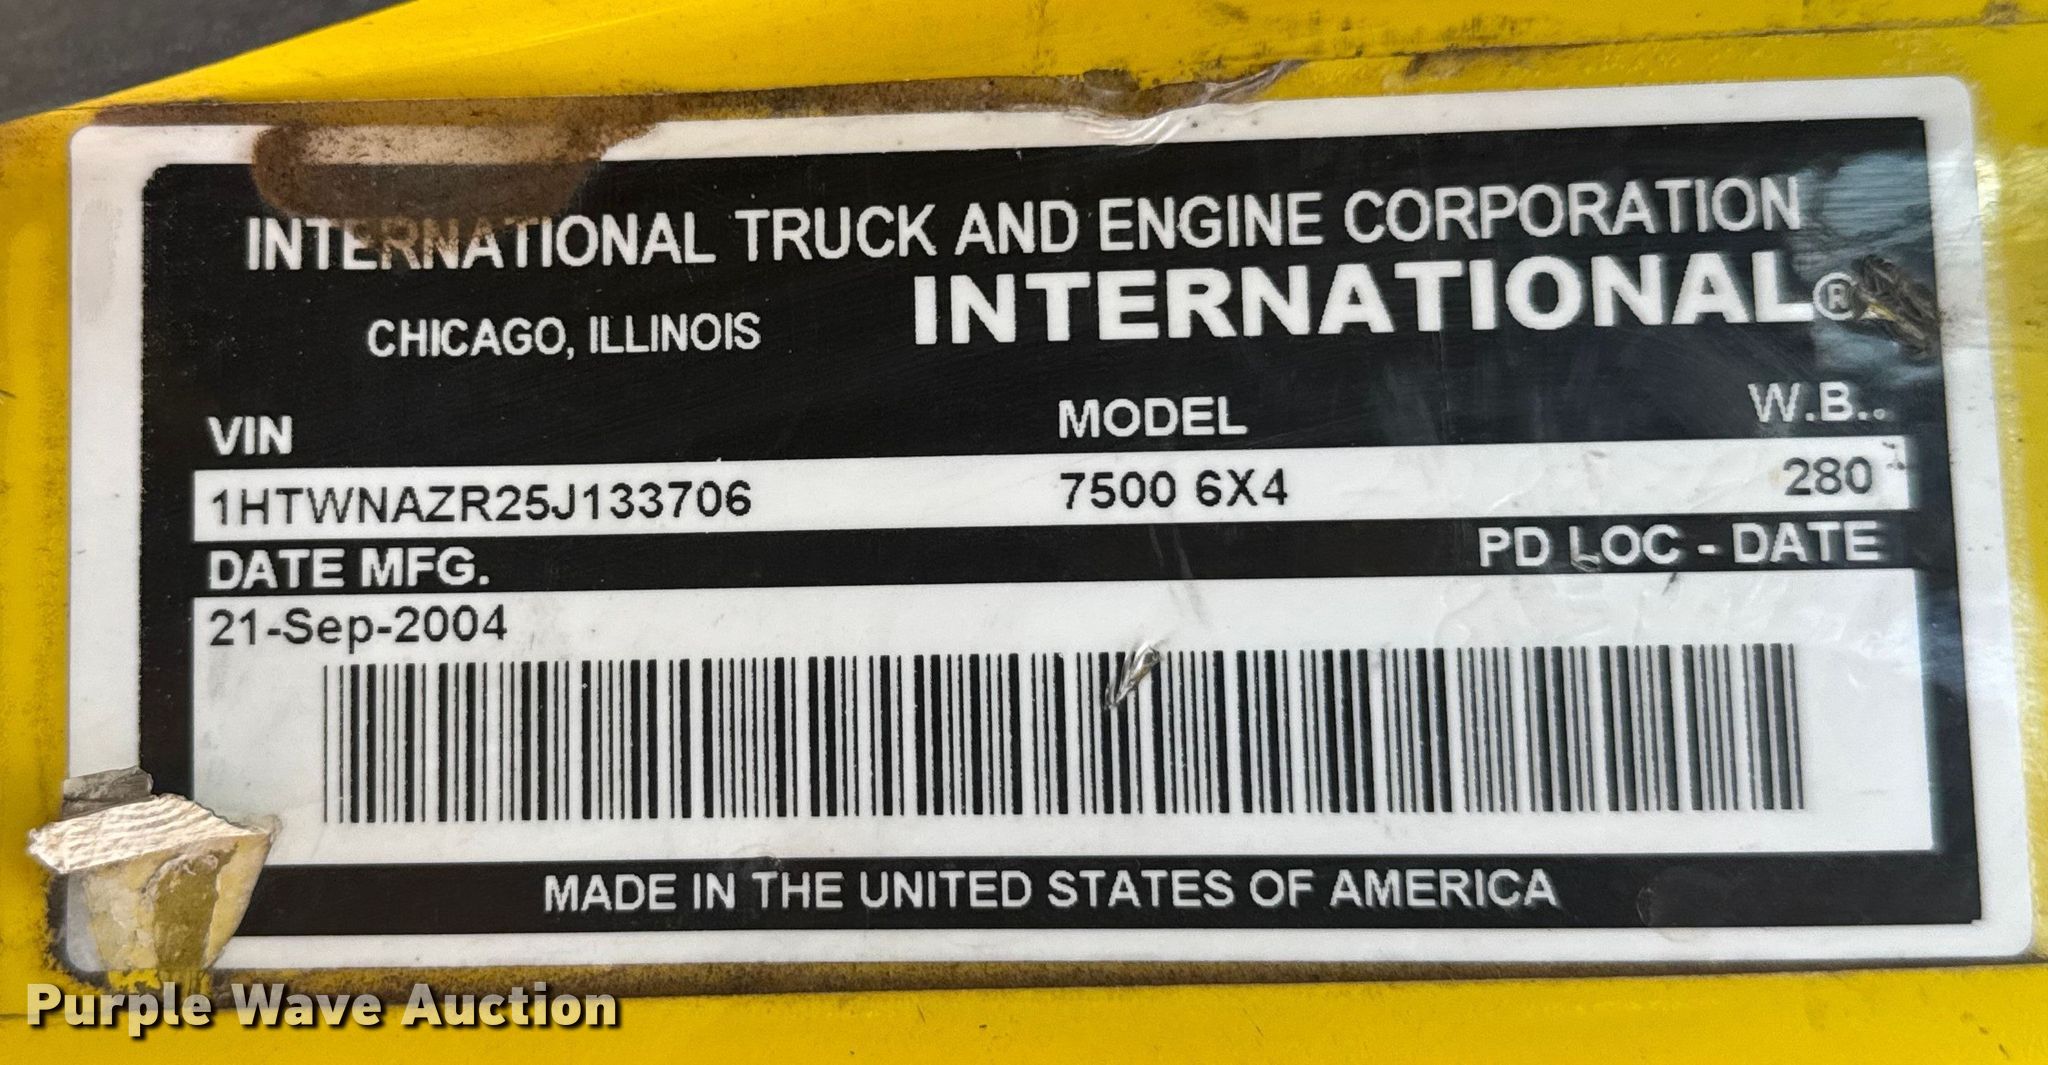 INTERNATIONAL TRUCK AND ENGINE CORPORATION
CHICAGO, ILLINOIS INTERNATIONAL®
VIN MODEL W.B..
1HTWNAZR25J133706 7500 6X4 280
DATE MFG. PD LOC - DATE
21-Sep-2004
MADE IN THE UNITED STATES OF AMERICA
Purple Wave Auction